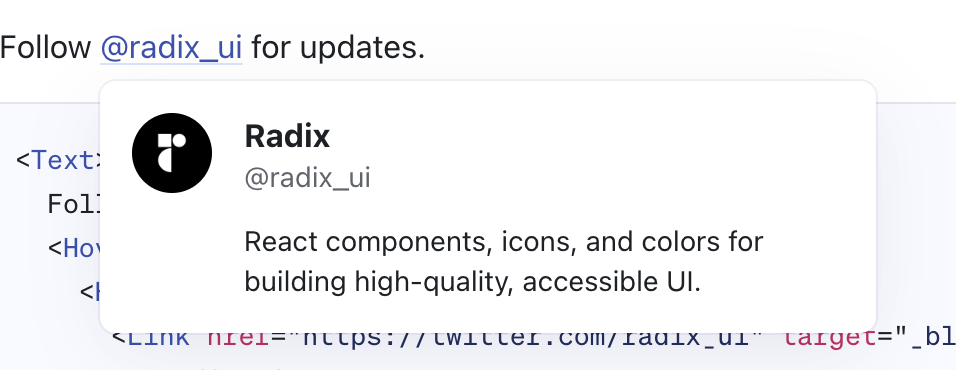 Follow @radix_ui for updates.
Radix
@radix_ui
React components, icons, and colors for
building high-quality, accessible UI.
<Text>
Foll
<Hov
<H
<Link href="https://twitter.com/radix_ui" target="_bl